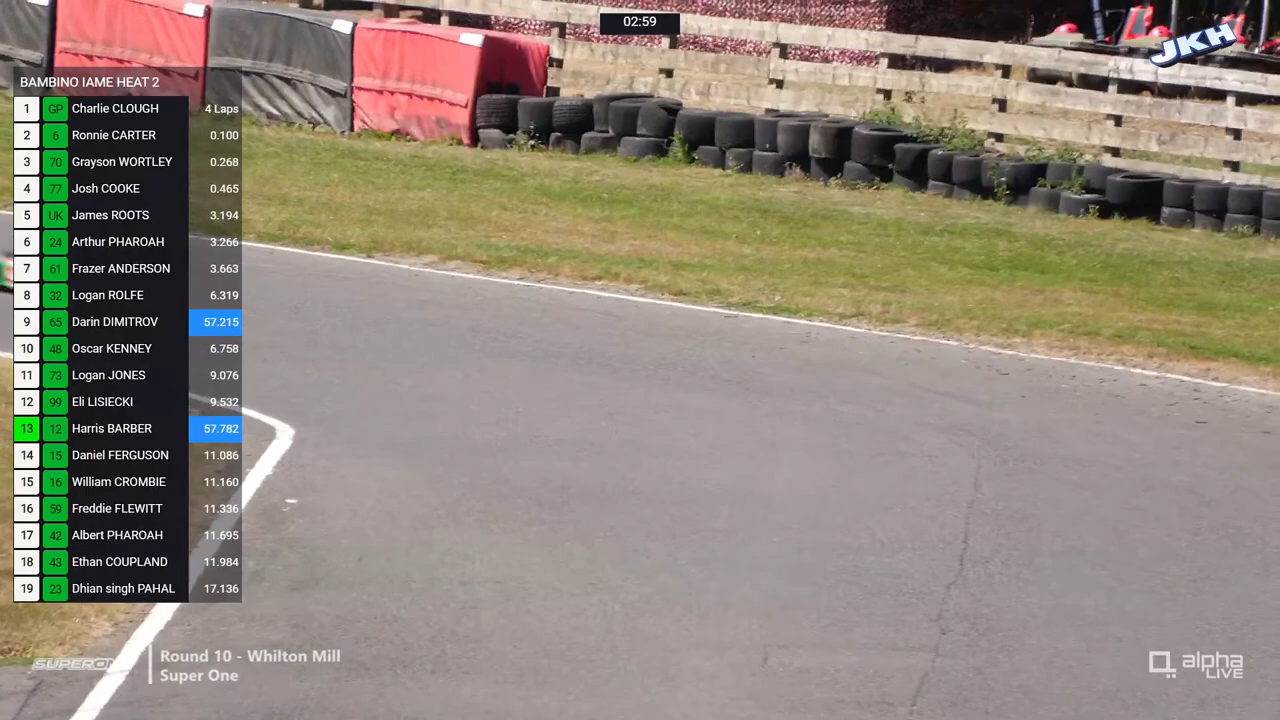 02:59
JKH
BAMBINO IAME HEAT 2
1 GP Charlie CLOUGH 4 Laps
2 6 Ronnie CARTER 0.100
3 70 Grayson WORTLEY 0.268
4 77 Josh COOKE 0.465
5 UK James ROOTS 3.194
6 24 Arthur PHAROAH 3.266
7 61 Frazer ANDERSON 3.663
8 32 Logan ROLFE 6.319
9 65 Darin DIMITROV 57.215
10 48 Oscar KENNEY 6.758
11 73 Logan JONES 9.076
12 99 Eli LISIECKI 9.532
13 12 Harris BARBER 57.782
14 15 Daniel FERGUSON 11.086
15 16 William CROMBIE 11.160
16 59 Freddie FLEWITT 11.336
17 42 Albert PHAROAH 11.695
18 43 Ethan COUPLAND 11.984
19 23 Dhian singh PAHAL 17.136
SUPERONE
Round 10 - Whilton Mill
Super One
alpha
LIVE